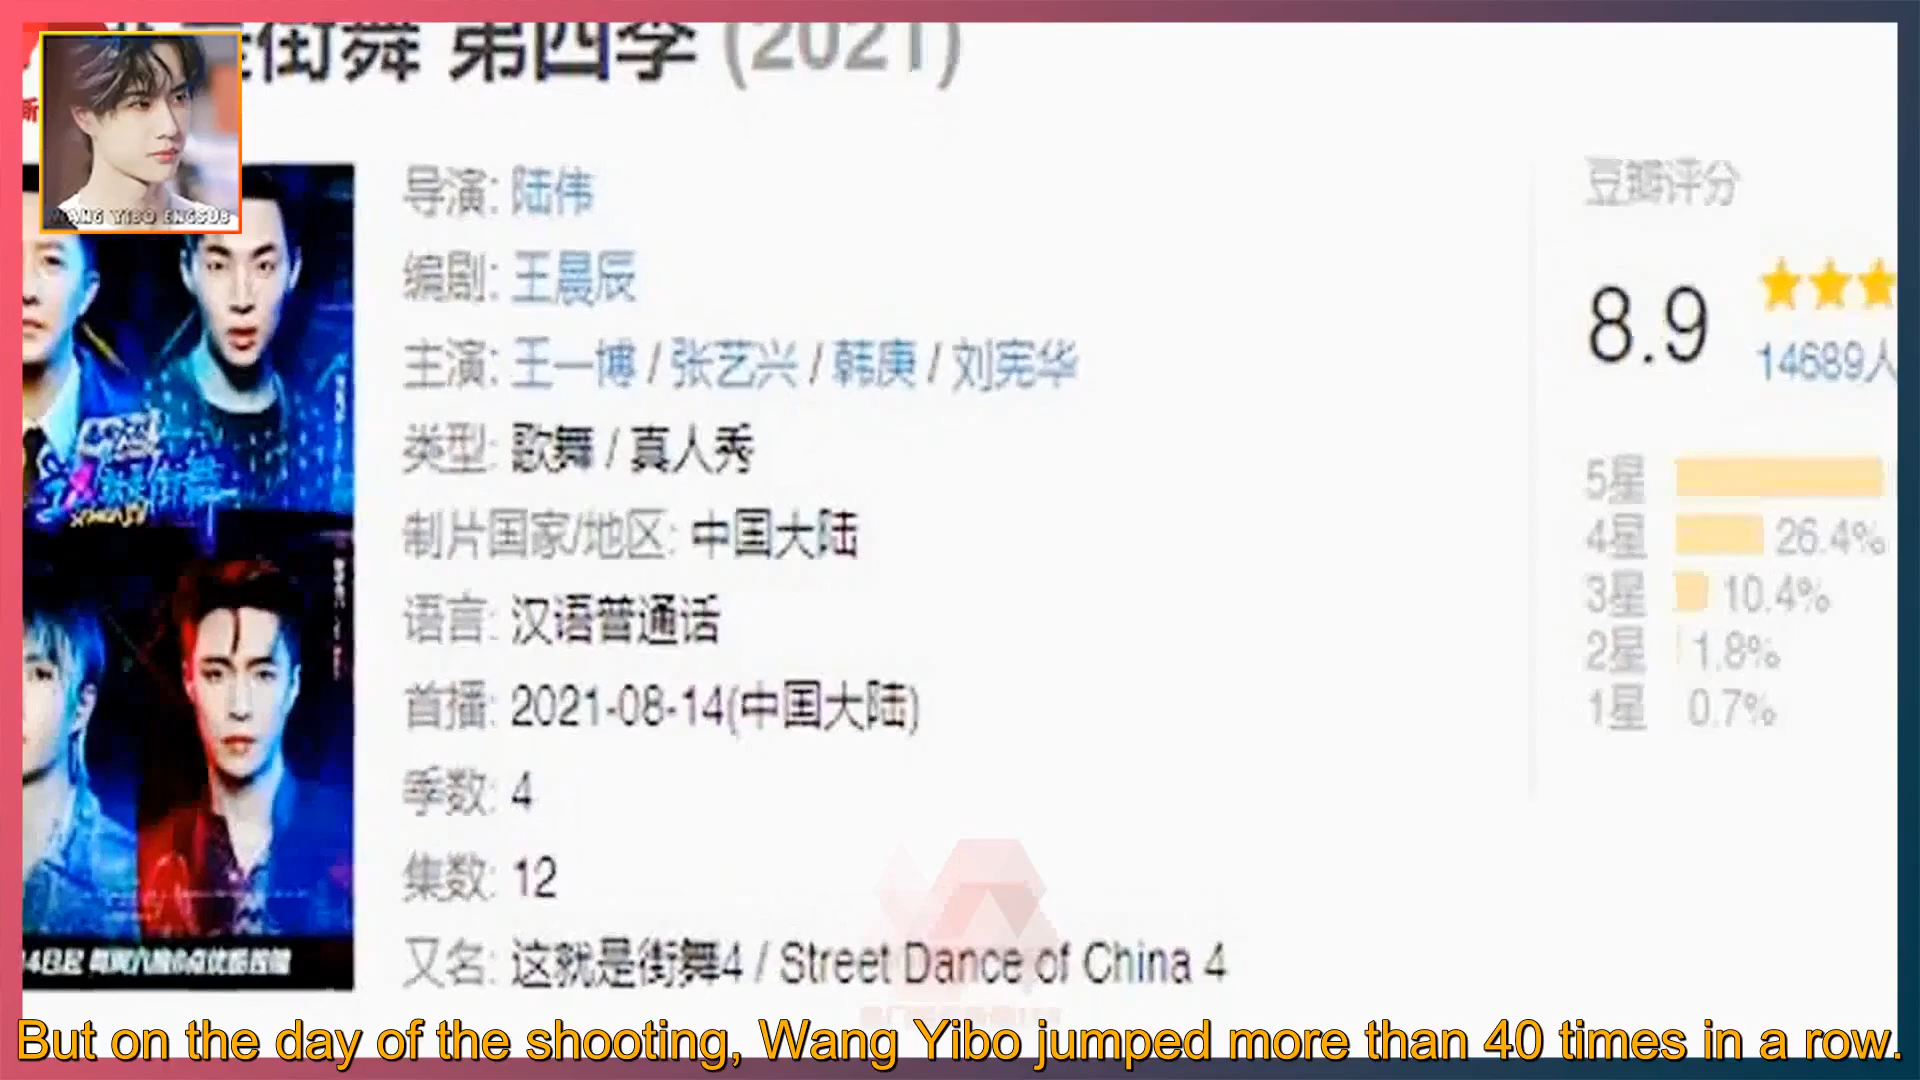 是街舞 第四季 (2021)
新
WANG YIBO ENGSUB
导演: 陆伟
编剧: 王晨辰
主演: 王一博 / 张艺兴 / 韩庚 / 刘宪华
类型: 歌舞 / 真人秀
制片国家/地区: 中国大陆
语言: 汉语普通话
首播: 2021-08-14(中国大陆)
季数: 4
集数: 12
又名: 这就是街舞4 / Street Dance of China 4
豆瓣评分
8.9
14689人
5星
4星 26.4%
3星 10.4%
2星 1.8%
1星 0.7%
But on the day of the shooting, Wang Yibo jumped more than 40 times in a row.